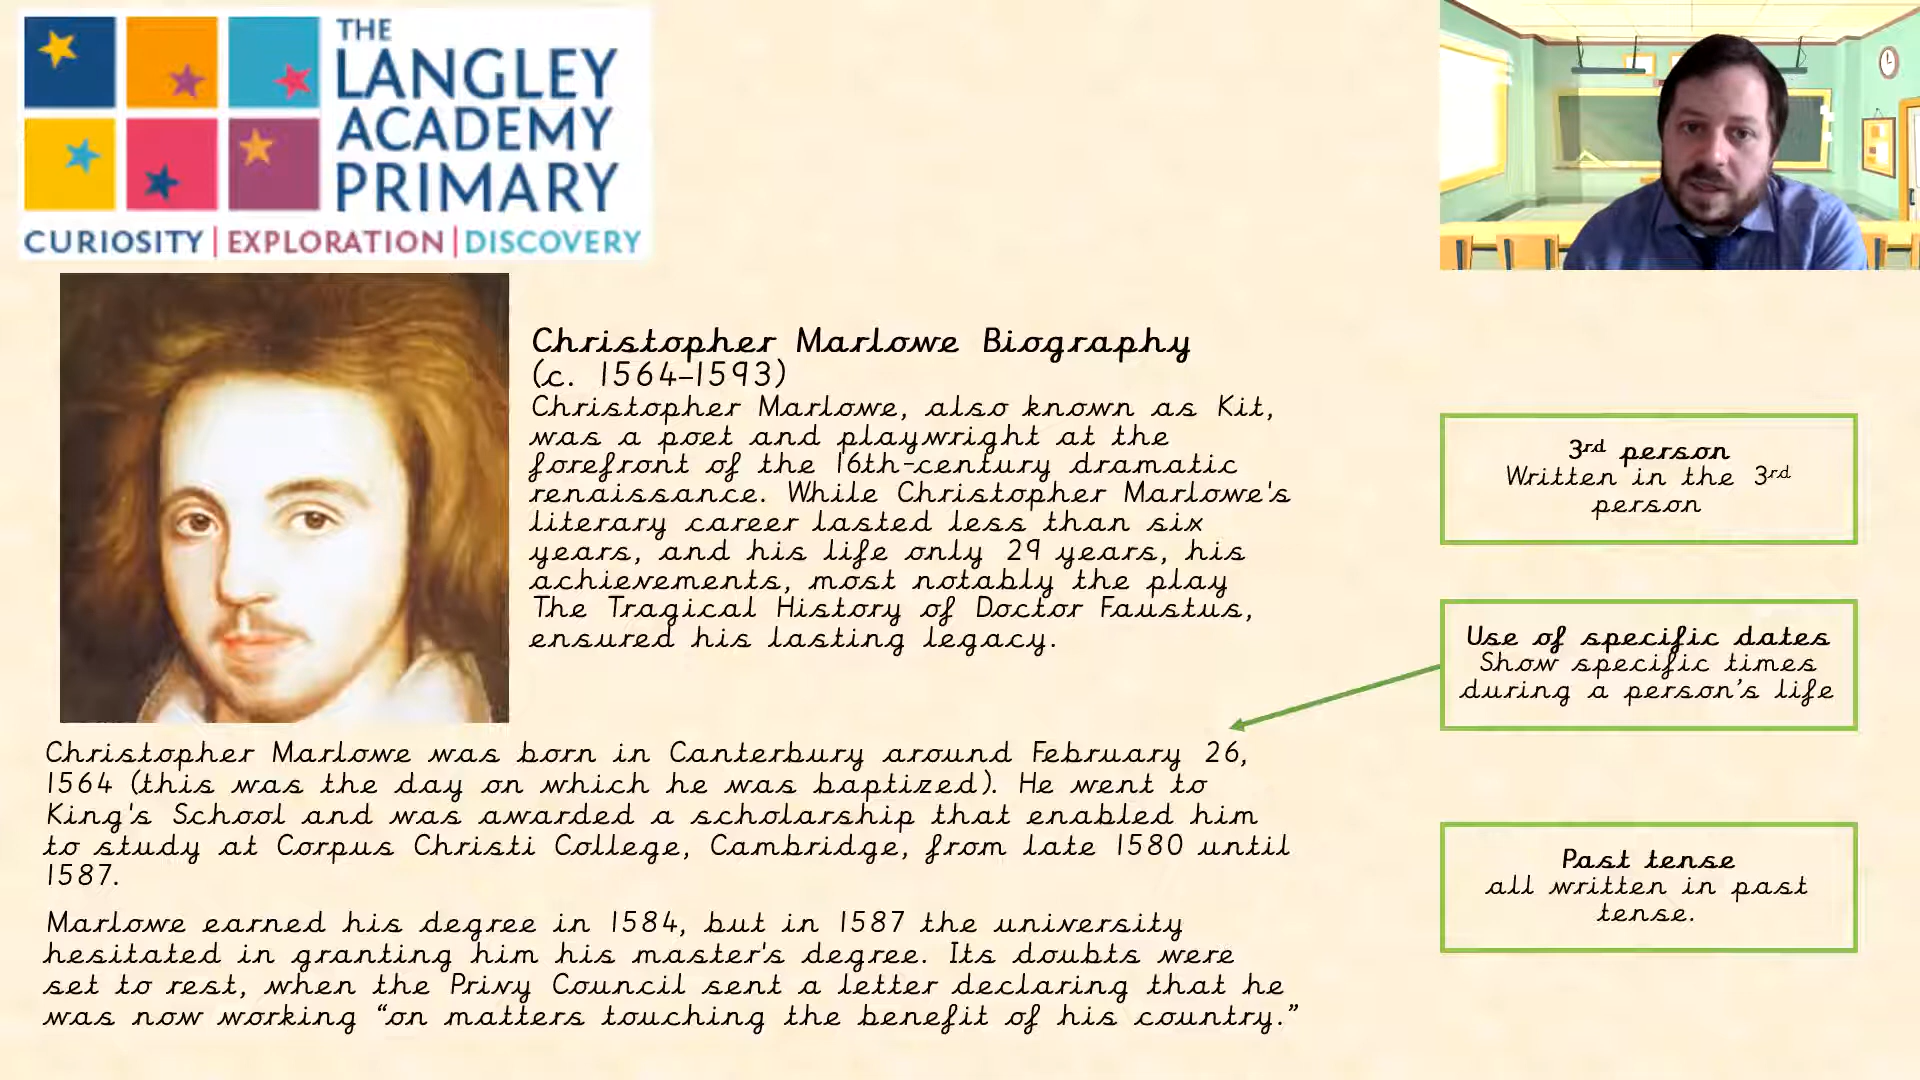 THE
LANGLEY
ACADEMY
PRIMARY
CURIOSITY | EXPLORATION | DISCOVERY
Christopher Marlowe Biography
(c. 1564–1593)
Christopher Marlowe, also known as Kit,
was a poet and playwright at the
forefront of the 16th-century dramatic
renaissance. While Christopher Marlowe's
literary career lasted less than six
years, and his life only 29 years, his
achievements, most notably the play
The Tragical History of Doctor Faustus,
ensured his lasting legacy.
Christopher Marlowe was born in Canterbury around February 26,
1564 (this was the day on which he was baptized). He went to
King's School and was awarded a scholarship that enabled him
to study at Corpus Christi College, Cambridge, from late 1580 until
1587.
Marlowe earned his degree in 1584, but in 1587 the university
hesitated in granting him his master's degree. Its doubts were
set to rest, when the Privy Council sent a letter declaring that he
was now working “on matters touching the benefit of his country.”
3rd person
Written in the 3rd
person
Use of specific dates
Show specific times
during a person’s life
Past tense
all written in past
tense.